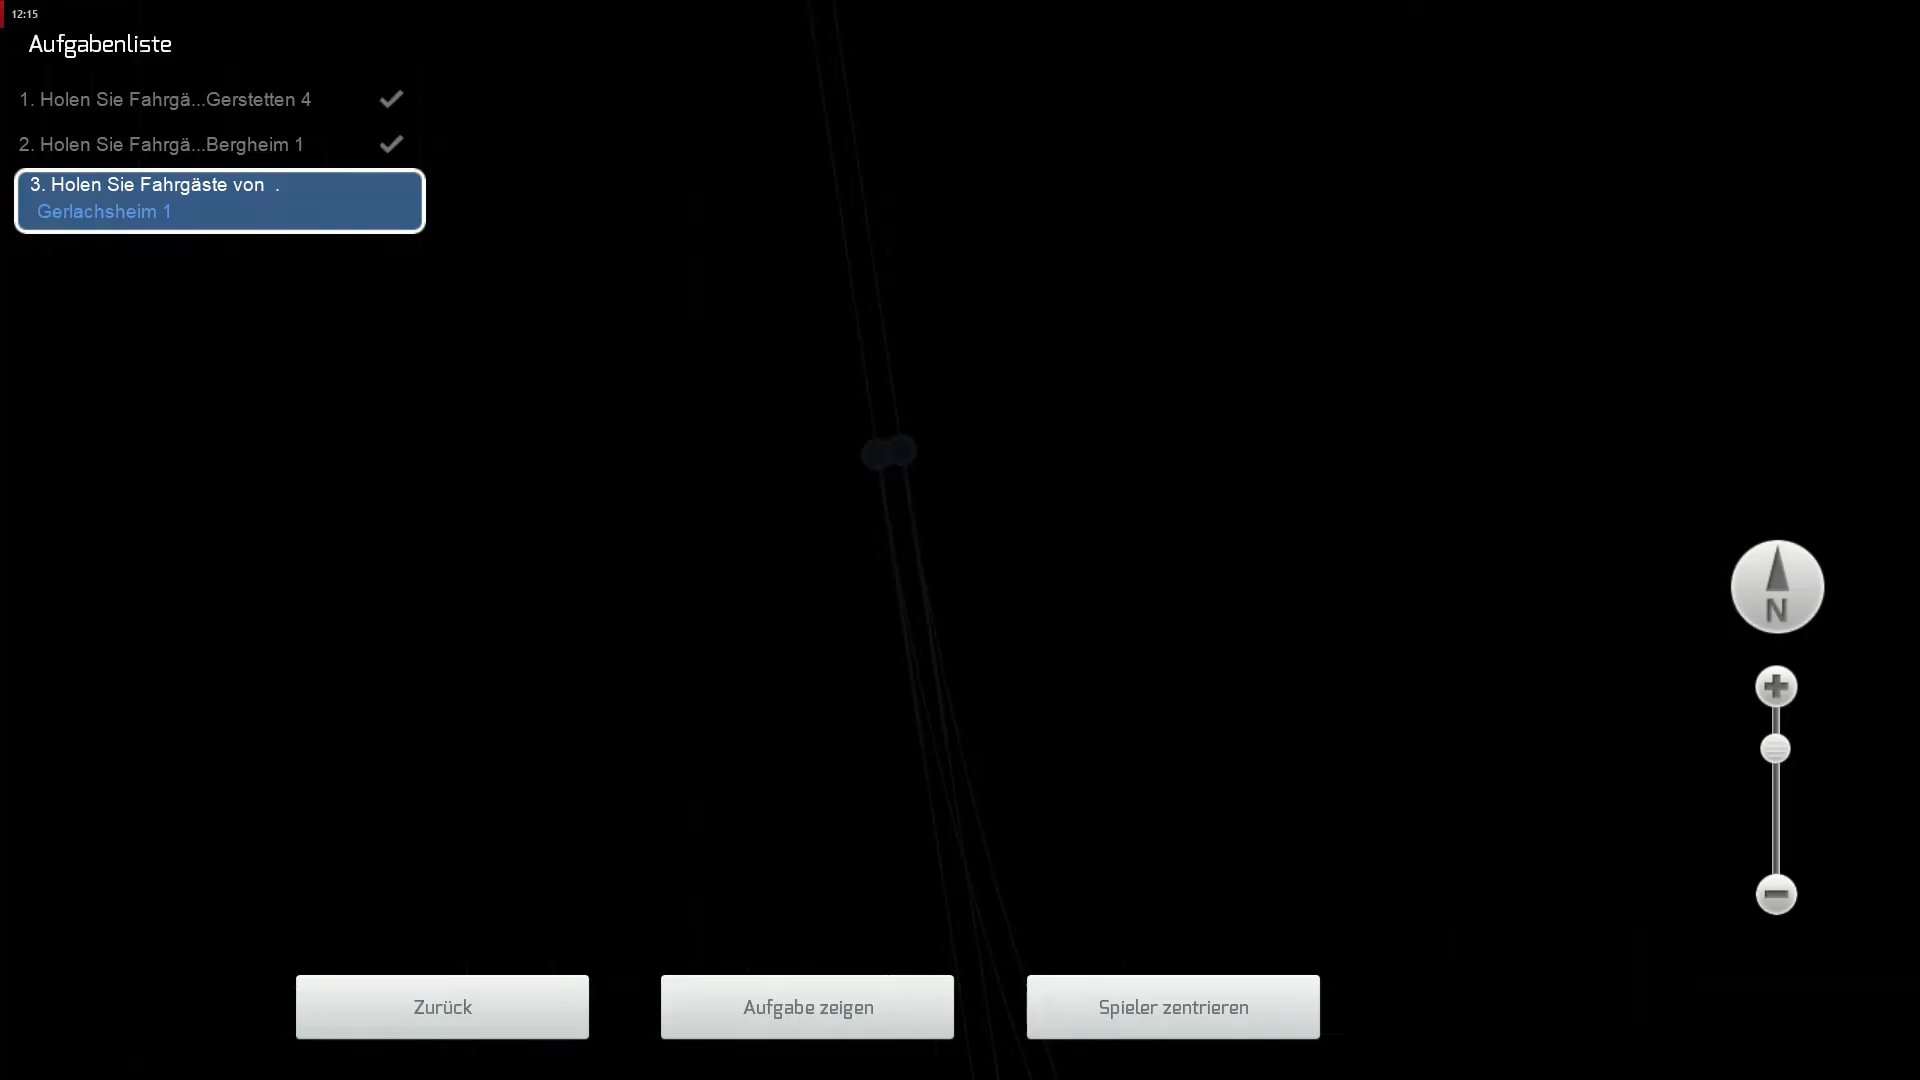 12:15
Aufgabenliste
1. Holen Sie Fahrgä...Gerstetten 4
2. Holen Sie Fahrgä...Bergheim 1
3. Holen Sie Fahrgäste von  .
Gerlachsheim 1
N
Zurück
Aufgabe zeigen
Spieler zentrieren